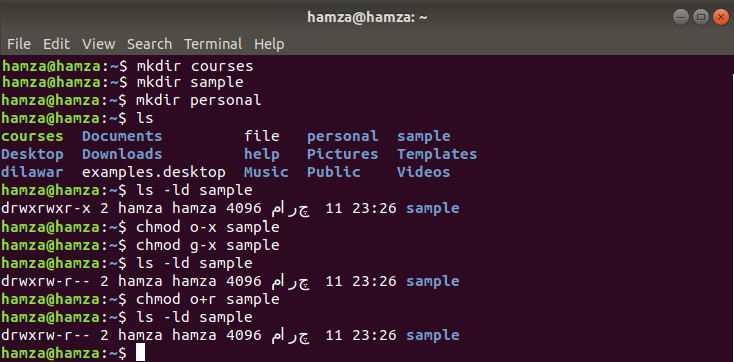 hamza@hamza: ~
File Edit View Search Terminal Help
hamza@hamza:~$ mkdir courses
hamza@hamza:~$ mkdir sample
hamza@hamza:~$ mkdir personal
hamza@hamza:~$ ls
courses Documents file personal sample
Desktop Downloads help Pictures Templates
dilawar examples.desktop Music Public Videos
hamza@hamza:~$ ls -ld sample
drwxrwxr-x 2 hamza hamza 4096 مارچ 11 23:26 sample
hamza@hamza:~$ chmod o-x sample
hamza@hamza:~$ chmod g-x sample
hamza@hamza:~$ ls -ld sample
drwxrw-r-- 2 hamza hamza 4096 مارچ 11 23:26 sample
hamza@hamza:~$ chmod o+r sample
hamza@hamza:~$ ls -ld sample
drwxrw-r-- 2 hamza hamza 4096 مارچ 11 23:26 sample
hamza@hamza:~$